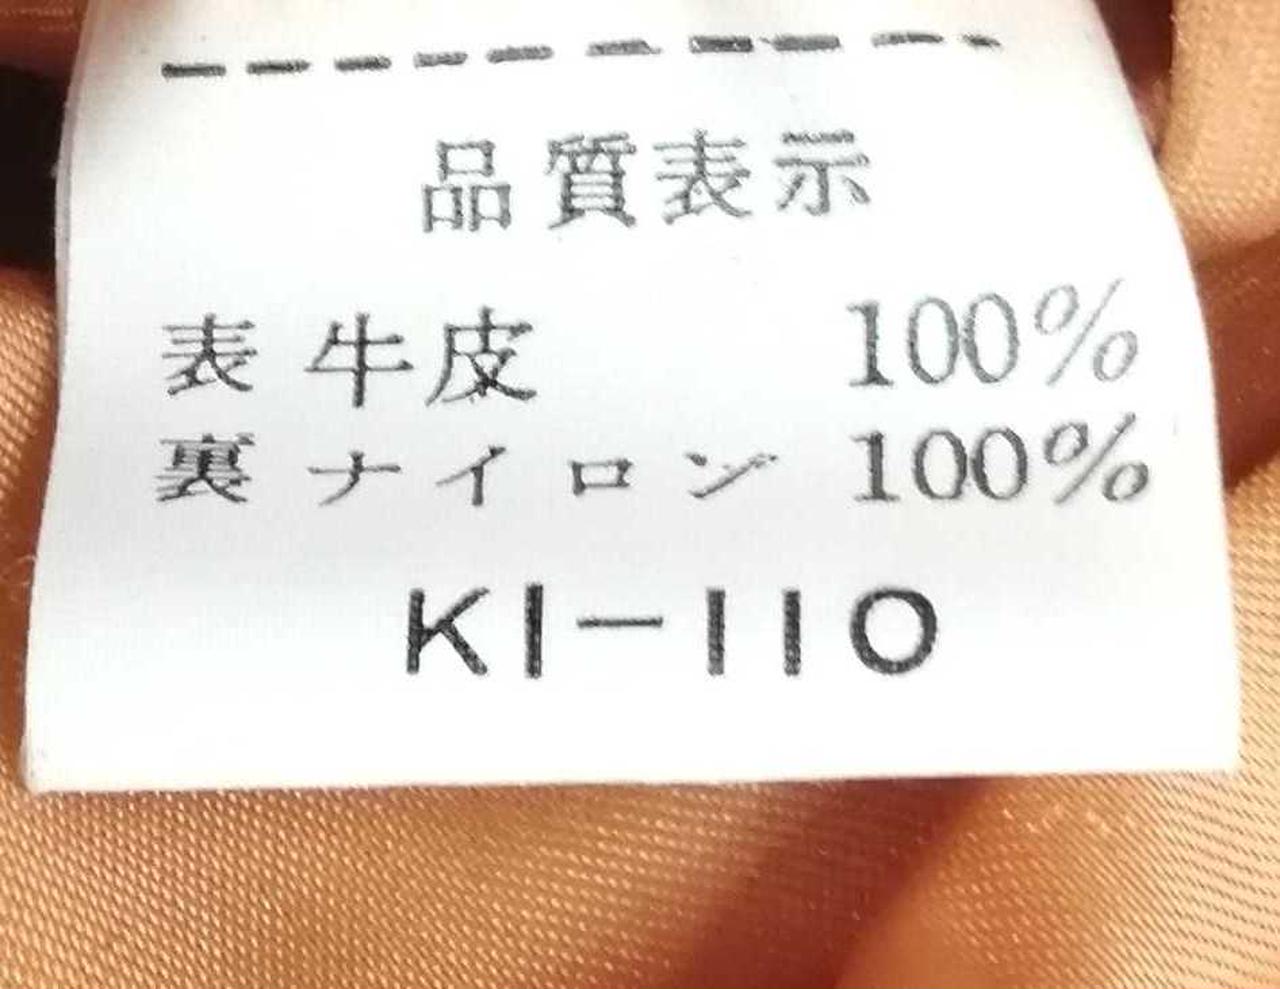 品質表示
表 牛皮 100%
裏 ナイロン 100%
KI-110